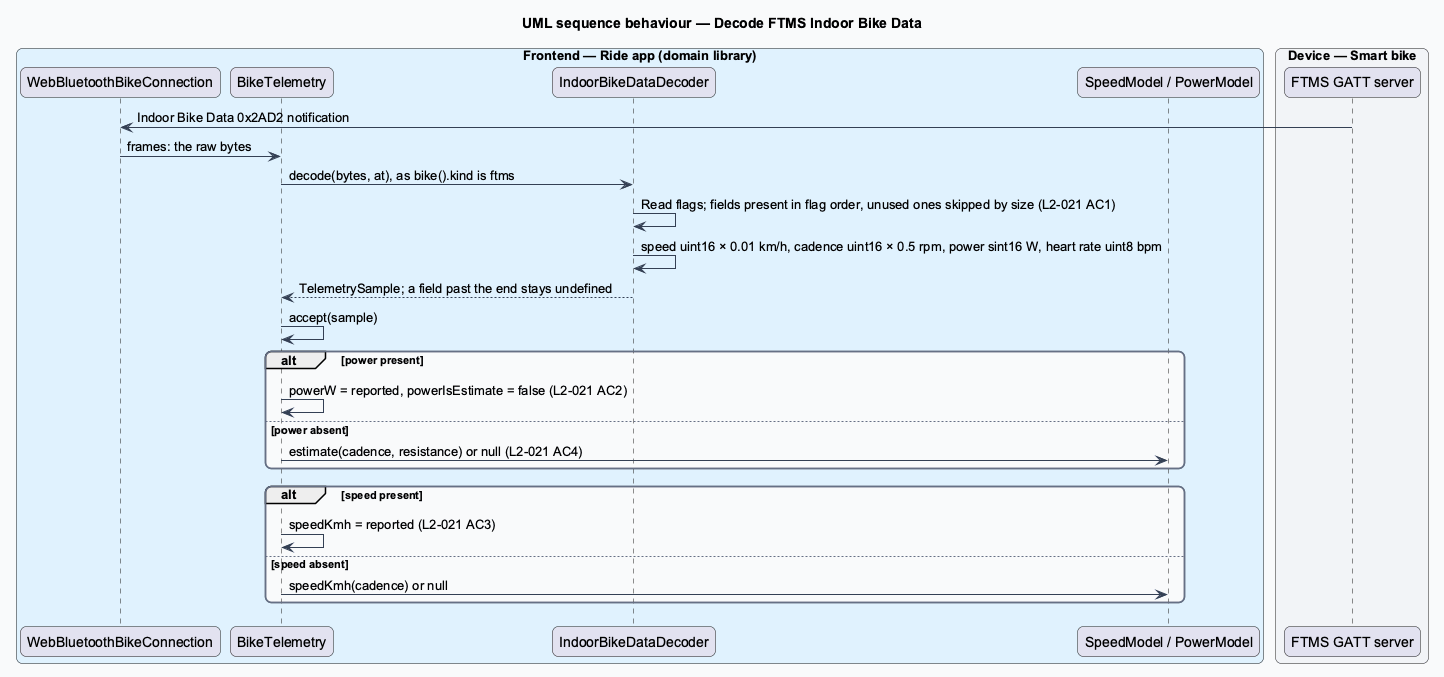 UML sequence behaviour — Decode FTMS Indoor Bike Data
Frontend — Ride app (domain library)
Device — Smart bike
WebBluetoothBikeConnection
BikeTelemetry
IndoorBikeDataDecoder
SpeedModel / PowerModel
FTMS GATT server
Indoor Bike Data 0x2AD2 notification
frames: the raw bytes
decode(bytes, at), as bike().kind is ftms
Read flags; fields present in flag order, unused ones skipped by size (L2-021 AC1)
speed uint16 × 0.01 km/h, cadence uint16 × 0.5 rpm, power sint16 W, heart rate uint8 bpm
TelemetrySample; a field past the end stays undefined
accept(sample)
alt
[power present]
powerW = reported, powerIsEstimate = false (L2-021 AC2)
[power absent]
estimate(cadence, resistance) or null (L2-021 AC4)
alt
[speed present]
speedKmh = reported (L2-021 AC3)
[speed absent]
speedKmh(cadence) or null
WebBluetoothBikeConnection
BikeTelemetry
IndoorBikeDataDecoder
SpeedModel / PowerModel
FTMS GATT server